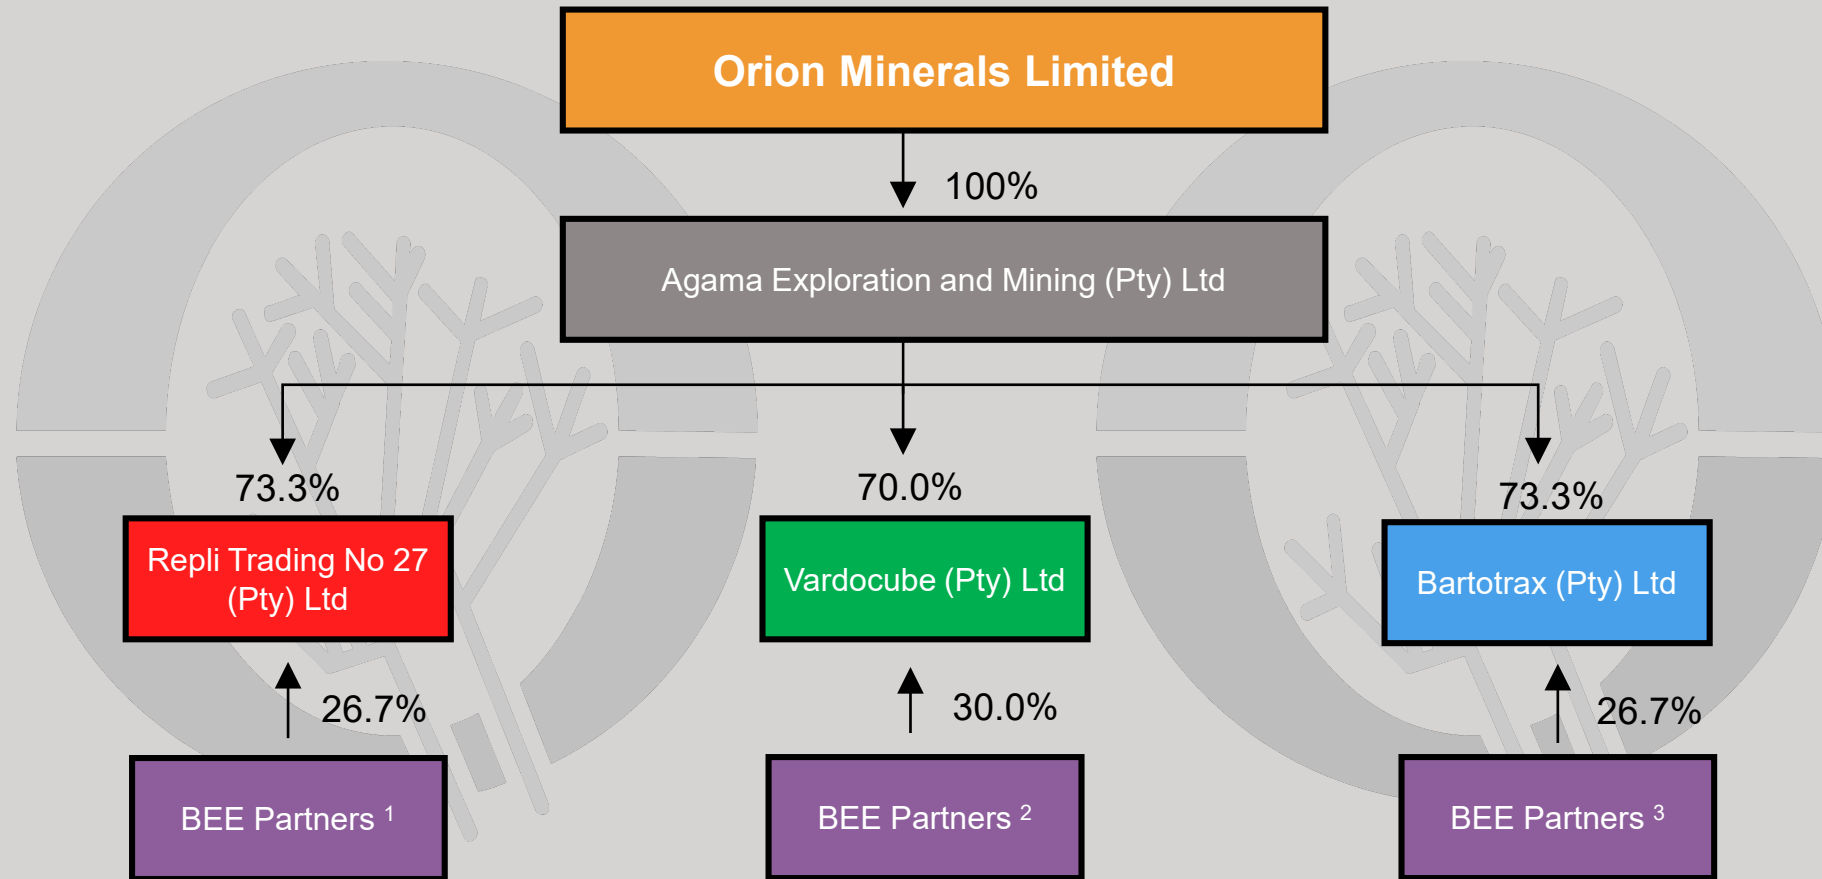 Orion Minerals Limited
100%
Agama Exploration and Mining (Pty) Ltd
73.3%
70.0%
73.3%
Repli Trading No 27
(Pty) Ltd
Vardocube (Pty) Ltd
Bartotrax (Pty) Ltd
26.7%
30.0%
26.7%
BEE Partners ¹
BEE Partners ²
BEE Partners ³